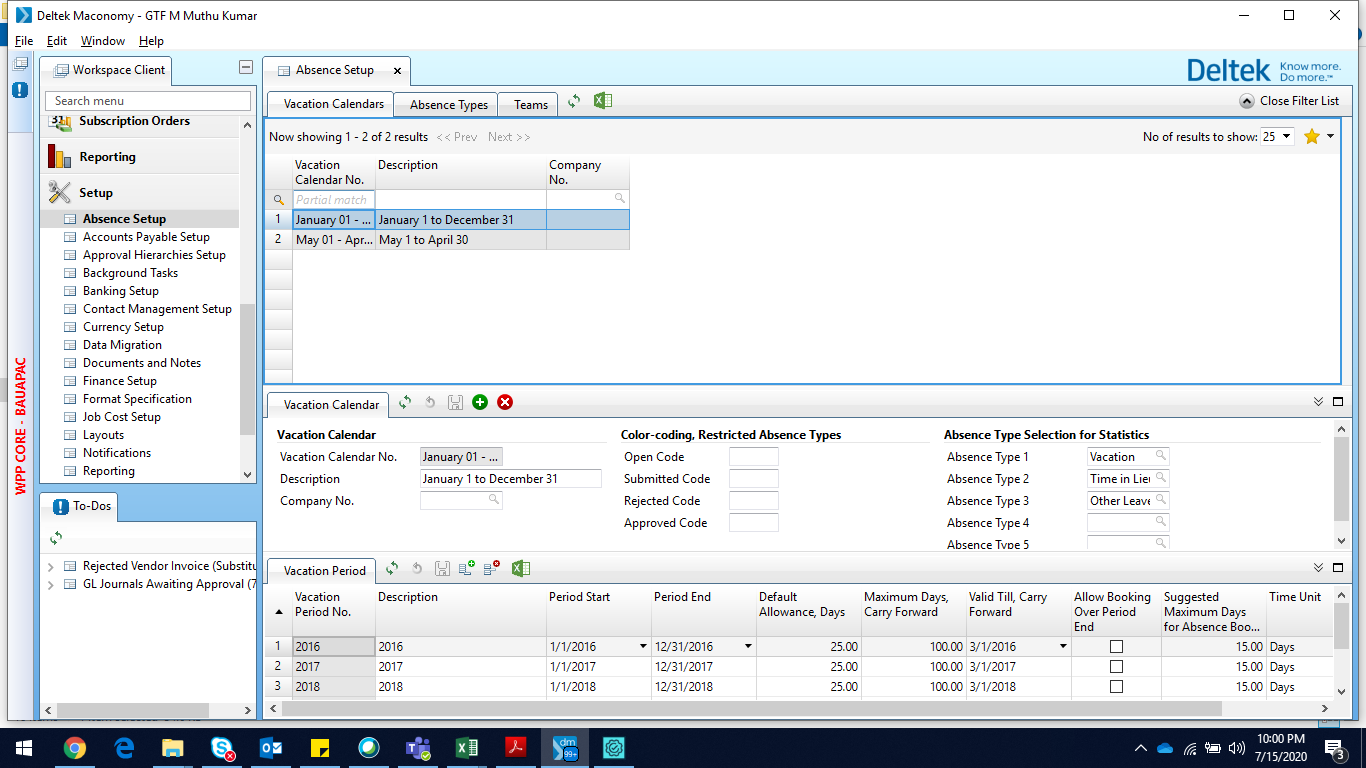 Deltek Maconomy - GTF M Muthu Kumar
File Edit Window Help
Workspace Client
Search menu
Subscription Orders
Reporting
Setup
Absence Setup
Accounts Payable Setup
Approval Hierarchies Setup
Background Tasks
Banking Setup
Contact Management Setup
Currency Setup
Data Migration
Documents and Notes
Finance Setup
Format Specification
Job Cost Setup
Layouts
Notifications
Reporting
WPP CORE - BAUAPAC
To-Dos
Rejected Vendor Invoice (Substitu
GL Journals Awaiting Approval (7
Absence Setup
Deltek Know more.
Do more.™
Vacation Calendars Absence Types Teams
Close Filter List
Now showing 1 - 2 of 2 results << Prev Next >>
No of results to show: 25
Vacation Calendar No. Description Company No.
Partial match
1 January 01 - ... January 1 to December 31
2 May 01 - Apr... May 1 to April 30
Vacation Calendar
Vacation Calendar
Vacation Calendar No. January 01 - ...
Description January 1 to December 31
Company No.
Color-coding, Restricted Absence Types
Open Code
Submitted Code
Rejected Code
Approved Code
Absence Type Selection for Statistics
Absence Type 1 Vacation
Absence Type 2 Time in Lieu
Absence Type 3 Other Leave
Absence Type 4
Absence Type 5
Vacation Period
Vacation Period No. Description Period Start Period End Default Allowance, Days Maximum Days, Carry Forward Valid Till, Carry Forward Allow Booking Over Period End Suggested Maximum Days for Absence Boo... Time Unit
1 2016 2016 1/1/2016 12/31/2016 25.00 100.00 3/1/2016 15.00 Days
2 2017 2017 1/1/2017 12/31/2017 25.00 100.00 3/1/2017 15.00 Days
3 2018 2018 1/1/2018 12/31/2018 25.00 100.00 3/1/2018 15.00 Days
dm
99+
10:00 PM
7/15/2020
3